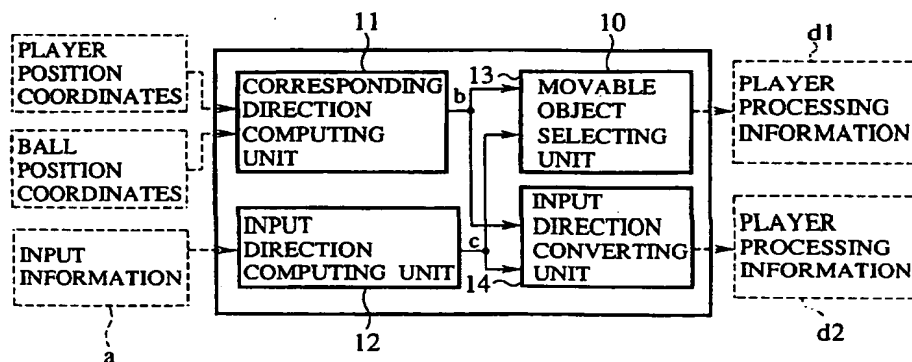 11
10
d1
PLAYER
POSITION
COORDINATES
BALL
POSITION
COORDINATES
INPUT
INFORMATION
a
CORRESPONDING
DIRECTION
COMPUTING
UNIT
b
INPUT
DIRECTION
COMPUTING UNIT
c
12
13
MOVABLE
OBJECT
SELECTING
UNIT
INPUT
DIRECTION
CONVERTING
UNIT
14
PLAYER
PROCESSING
INFORMATION
PLAYER
PROCESSING
INFORMATION
d2